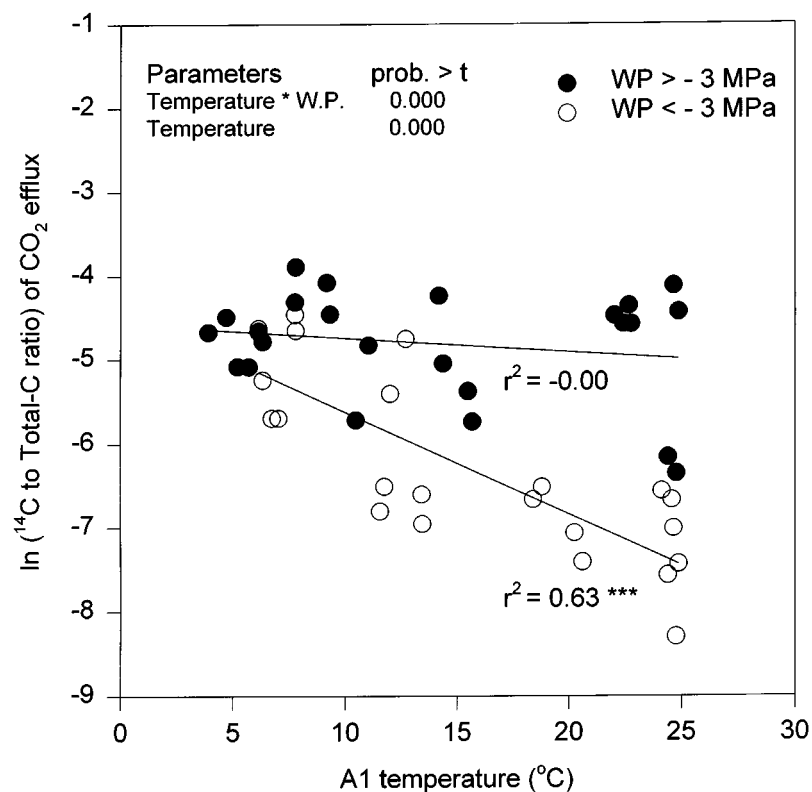 -1
-2
-3
-4
-5
-6
-7
-8
-9
ln (¹⁴C to Total-C ratio) of CO₂ efflux
Parameters prob. > t
Temperature * W.P. 0.000
Temperature 0.000
WP > - 3 MPa
WP < - 3 MPa
r² = -0.00
r² = 0.63 ***
0 5 10 15 20 25 30
A1 temperature (°C)